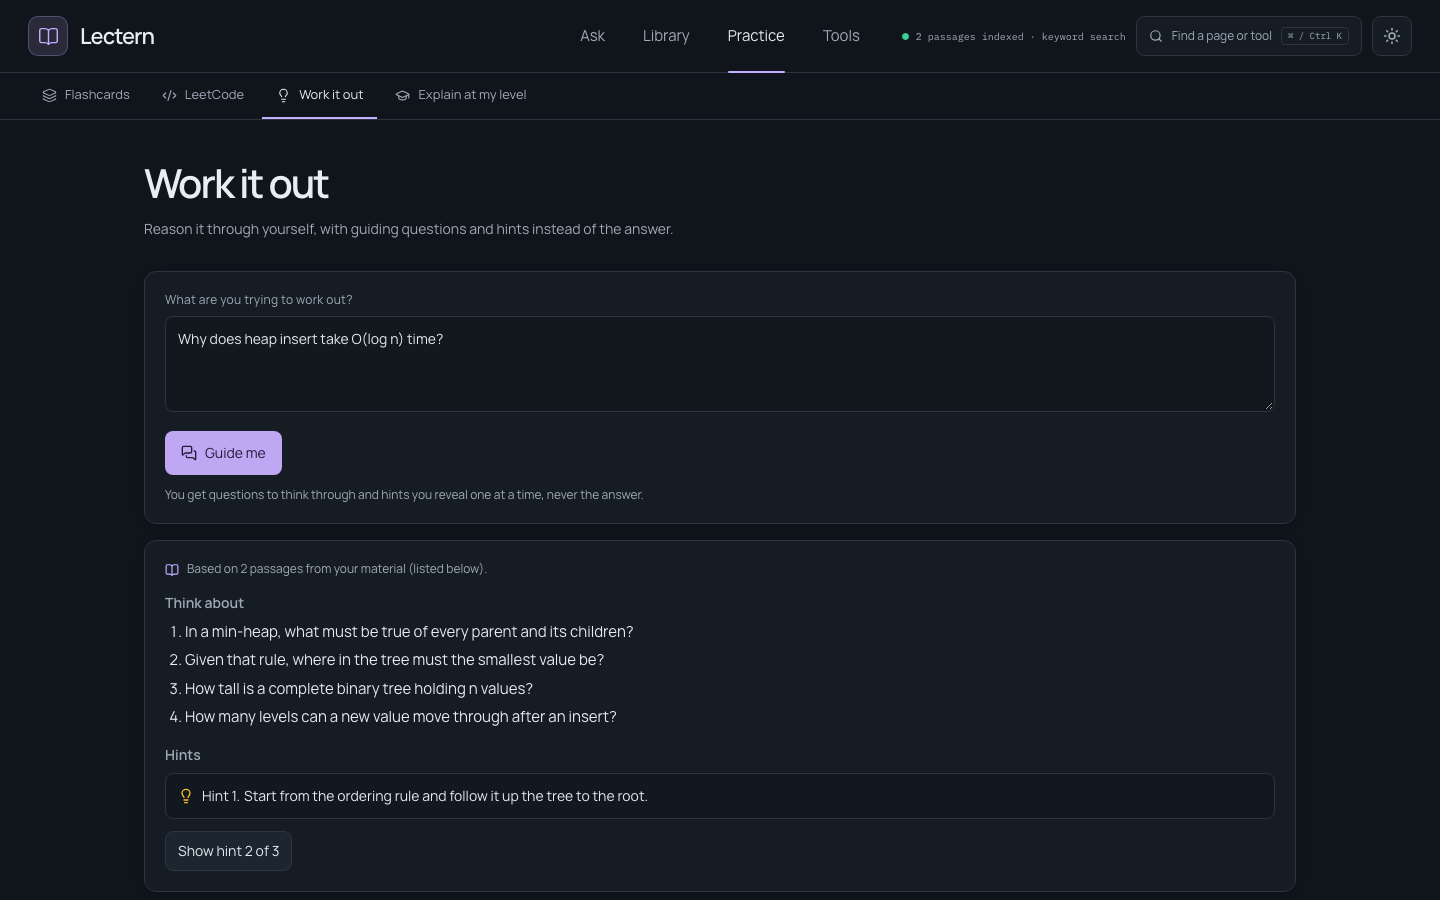 Lectern
Ask
Library
Practice
Tools
2 passages indexed · keyword search
Find a page or tool
⌘ / Ctrl K
Flashcards
LeetCode
Work it out
Explain at my level
Work it out
Reason it through yourself, with guiding questions and hints instead of the answer.
What are you trying to work out?
Why does heap insert take O(log n) time?
Guide me
You get questions to think through and hints you reveal one at a time, never the answer.
Based on 2 passages from your material (listed below).
Think about
1. In a min-heap, what must be true of every parent and its children?
2. Given that rule, where in the tree must the smallest value be?
3. How tall is a complete binary tree holding n values?
4. How many levels can a new value move through after an insert?
Hints
Hint 1. Start from the ordering rule and follow it up the tree to the root.
Show hint 2 of 3